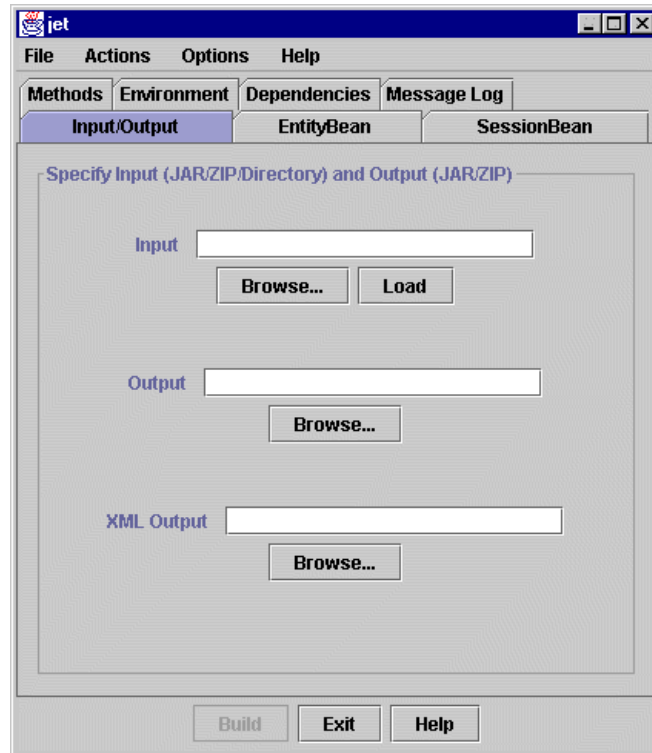 jet
File Actions Options Help
Methods Environment Dependencies Message Log
Input/Output EntityBean SessionBean
Specify Input (JAR/ZIP/Directory) and Output (JAR/ZIP)
Input
Browse... Load
Output
Browse...
XML Output
Browse...
Build Exit Help